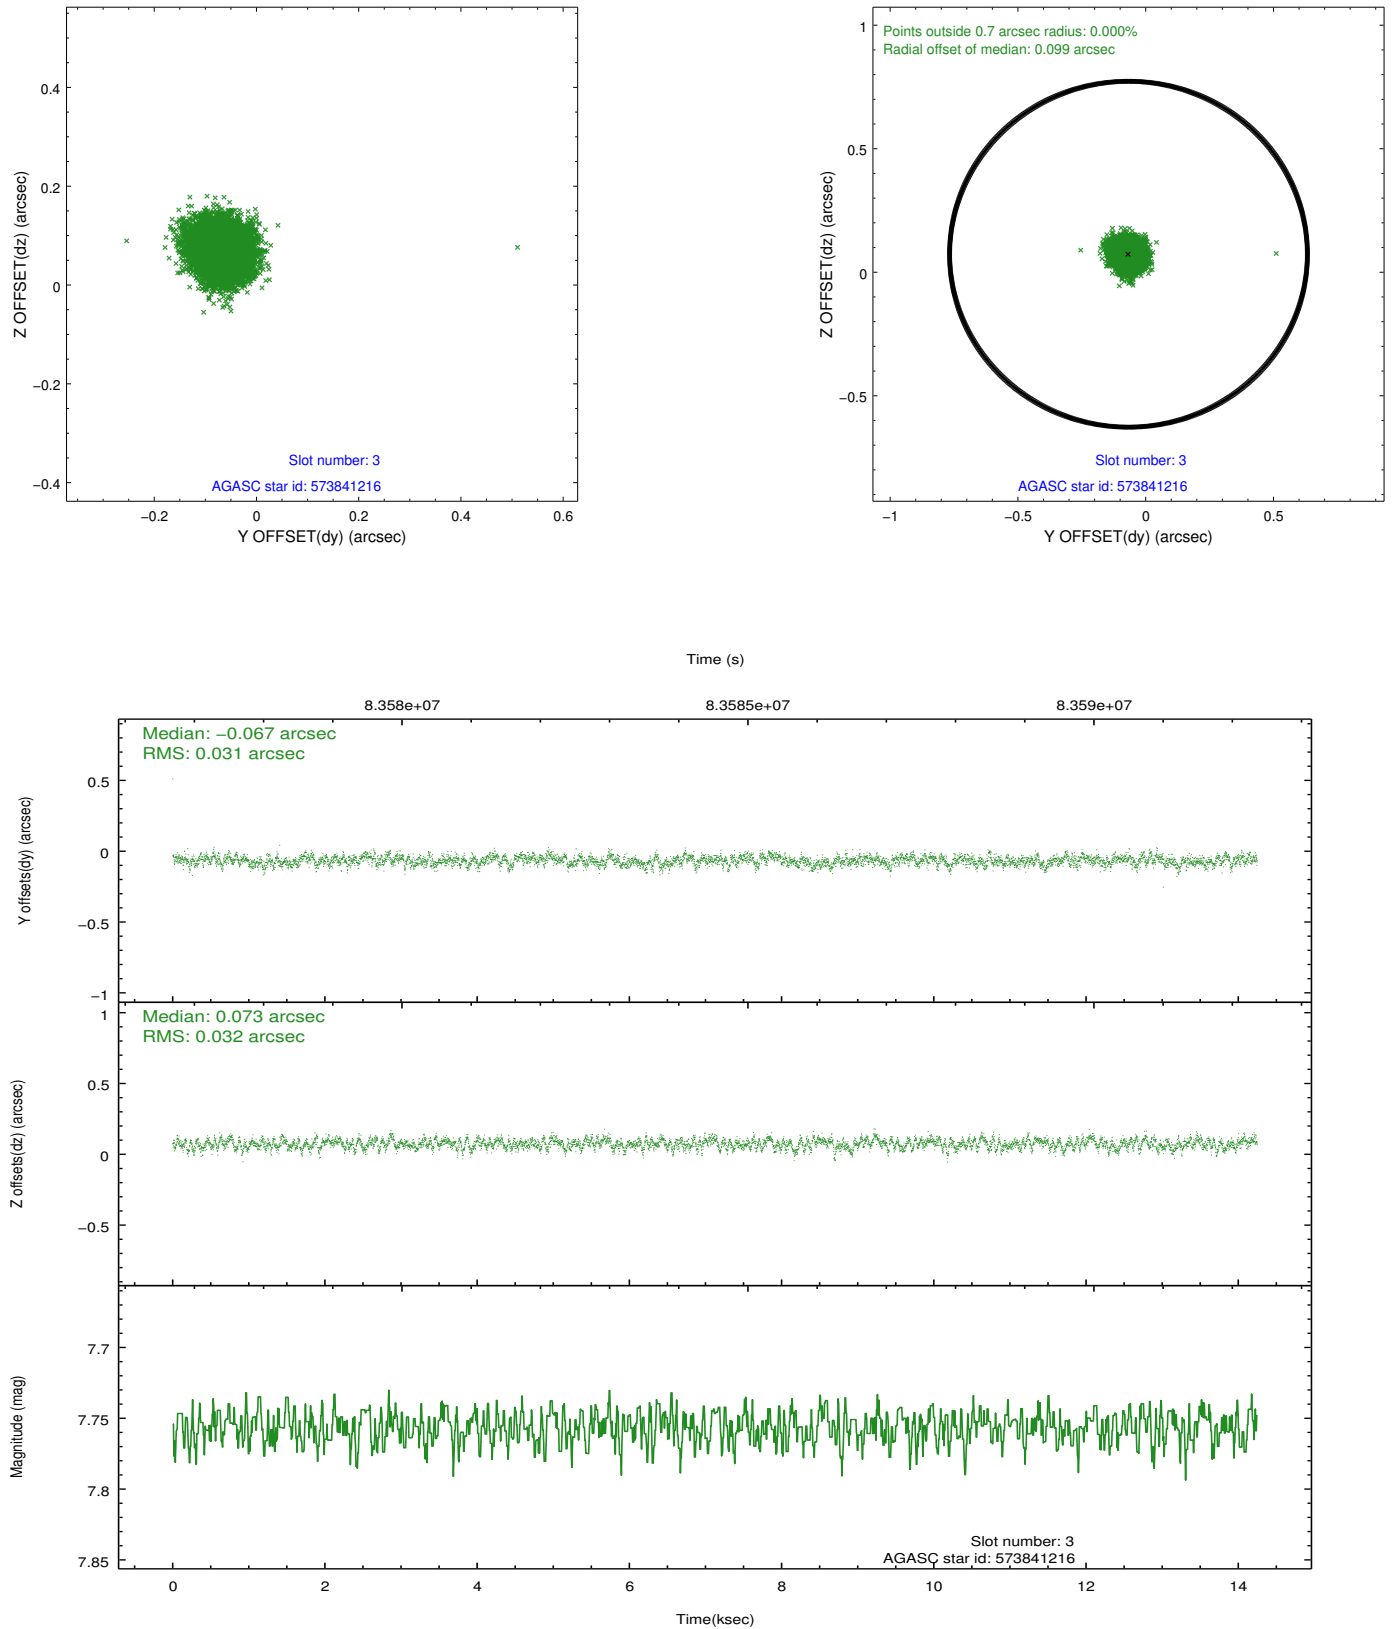 0.4
0.2
0
−0.2
−0.4
Z OFFSET(dz) (arcsec)
Slot number: 3
AGASC star id: 573841216
−0.2 0 0.2 0.4 0.6
Y OFFSET(dy) (arcsec)
Points outside 0.7 arcsec radius: 0.000%
Radial offset of median: 0.099 arcsec
1
0.5
0
−0.5
Z OFFSET(dz) (arcsec)
Slot number: 3
AGASC star id: 573841216
−1 −0.5 0 0.5
Y OFFSET(dy) (arcsec)
Time (s)
8.358e+07 8.3585e+07 8.359e+07
Median: −0.067 arcsec
RMS: 0.031 arcsec
0.5
0
−0.5
−1
Y offsets(dy) (arcsec)
Median: 0.073 arcsec
RMS: 0.032 arcsec
1
0.5
0
−0.5
Z offsets(dz) (arcsec)
7.7
7.75
7.8
7.85
Magnitude (mag)
Slot number: 3
AGASC star id: 573841216
0 2 4 6 8 10 12 14
Time(ksec)